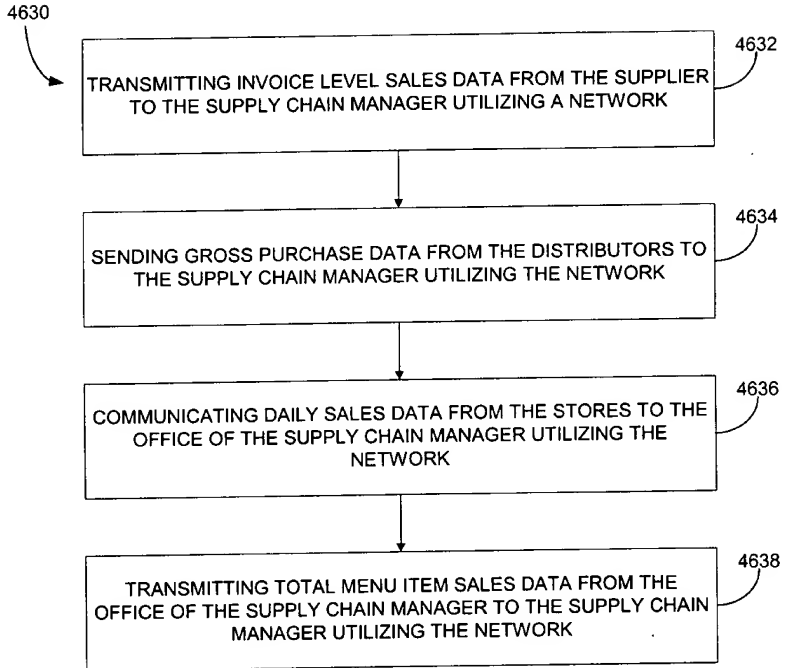 4630
4632
TRANSMITTING INVOICE LEVEL SALES DATA FROM THE SUPPLIER
TO THE SUPPLY CHAIN MANAGER UTILIZING A NETWORK
4634
SENDING GROSS PURCHASE DATA FROM THE DISTRIBUTORS TO
THE SUPPLY CHAIN MANAGER UTILIZING THE NETWORK
4636
COMMUNICATING DAILY SALES DATA FROM THE STORES TO THE
OFFICE OF THE SUPPLY CHAIN MANAGER UTILIZING THE
NETWORK
4638
TRANSMITTING TOTAL MENU ITEM SALES DATA FROM THE
OFFICE OF THE SUPPLY CHAIN MANAGER TO THE SUPPLY CHAIN
MANAGER UTILIZING THE NETWORK